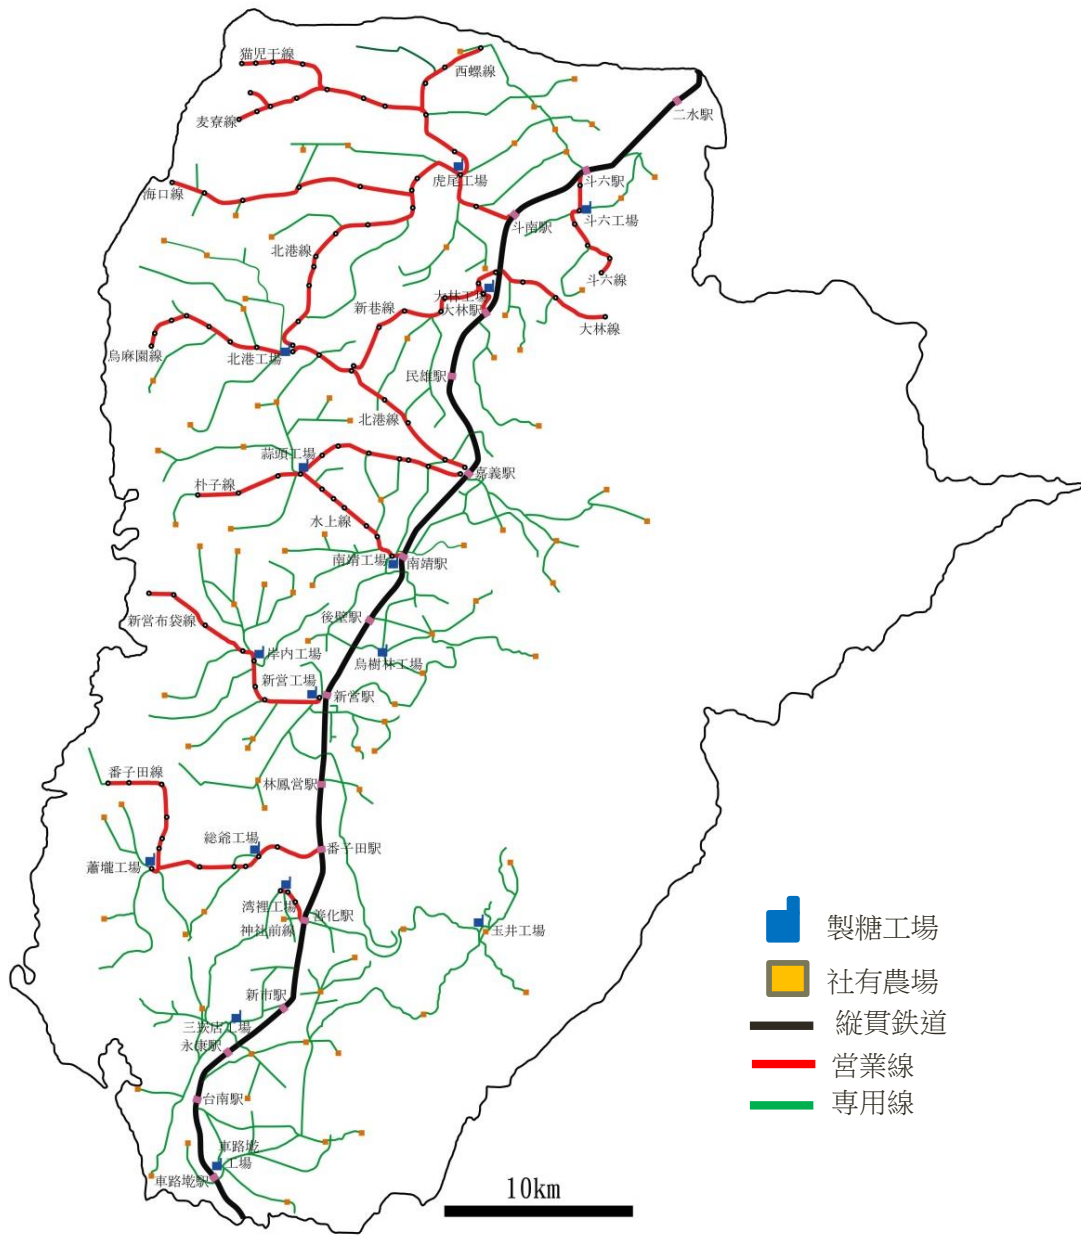 猫児干線
西螺線
二水駅
麦寮線
虎尾工場
斗六駅
海口線
斗南駅
斗六工場
北港線
斗六線
大林工場
新巷線
大林駅
大林線
烏麻園線
北港工場
民雄駅
北港線
蒜頭工場
嘉義駅
朴子線
水上線
南靖工場
南靖駅
新営布袋線
後壁駅
岸内工場
烏樹林工場
新営工場
新営駅
番子田線
林鳳営駅
総爺工場
番子田駅
蕭壠工場
湾裡工場
善化駅
神社前線
玉井工場
新市駅
三崁店工場
永康駅
台南駅
車路墘
工場
車路墘駅
製糖工場
社有農場
縦貫鉄道
営業線
専用線
10km